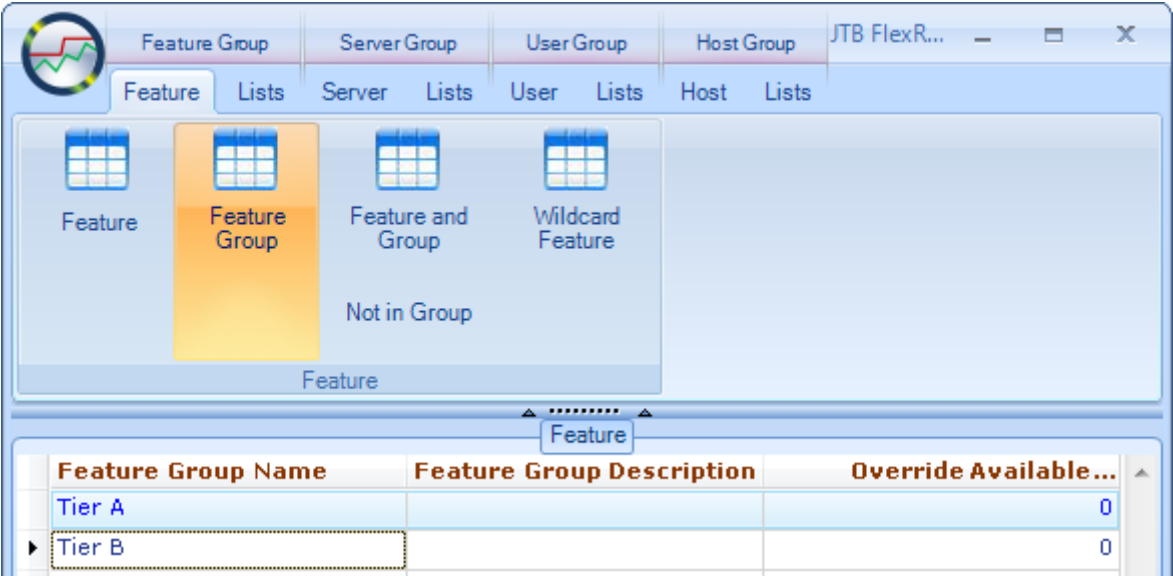 Feature Group Server Group User Group Host Group JTB FlexR...
Feature Lists Server Lists User Lists Host Lists
Feature
Feature
Group
Feature and
Group
Wildcard
Feature
Not in Group
Feature
Feature
Feature Group Name Feature Group Description Override Available...
Tier A 0
Tier B 0